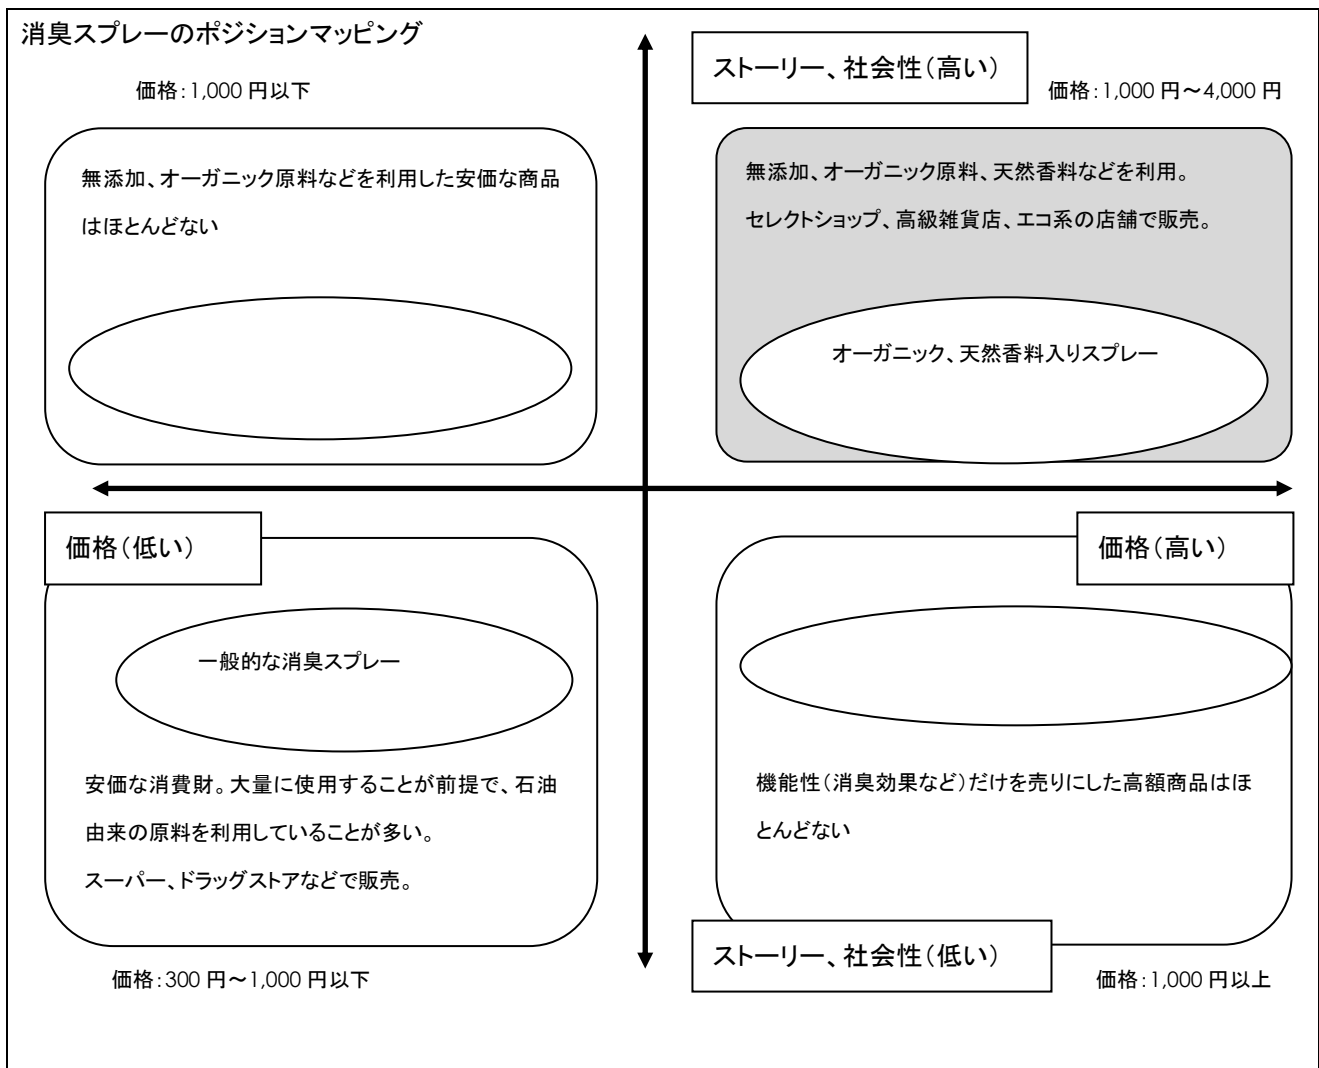 消臭スプレーのポジションマッピング
ストーリー、社会性(高い)
価格:1,000 円以下
価格:1,000 円～4,000 円
無添加、オーガニック原料などを利用した安価な商品
はほとんどない
無添加、オーガニック原料、天然香料などを利用。
セレクトショップ、高級雑貨店、エコ系の店舗で販売。
オーガニック、天然香料入りスプレー
価格(低い)
価格(高い)
一般的な消臭スプレー
安価な消費財。大量に使用することが前提で、石油
由来の原料を利用していることが多い。
スーパー、ドラッグストアなどで販売。
機能性(消臭効果など)だけを売りにした高額商品はほ
とんどない
ストーリー、社会性(低い)
価格:300 円～1,000 円以下
価格:1,000 円以上